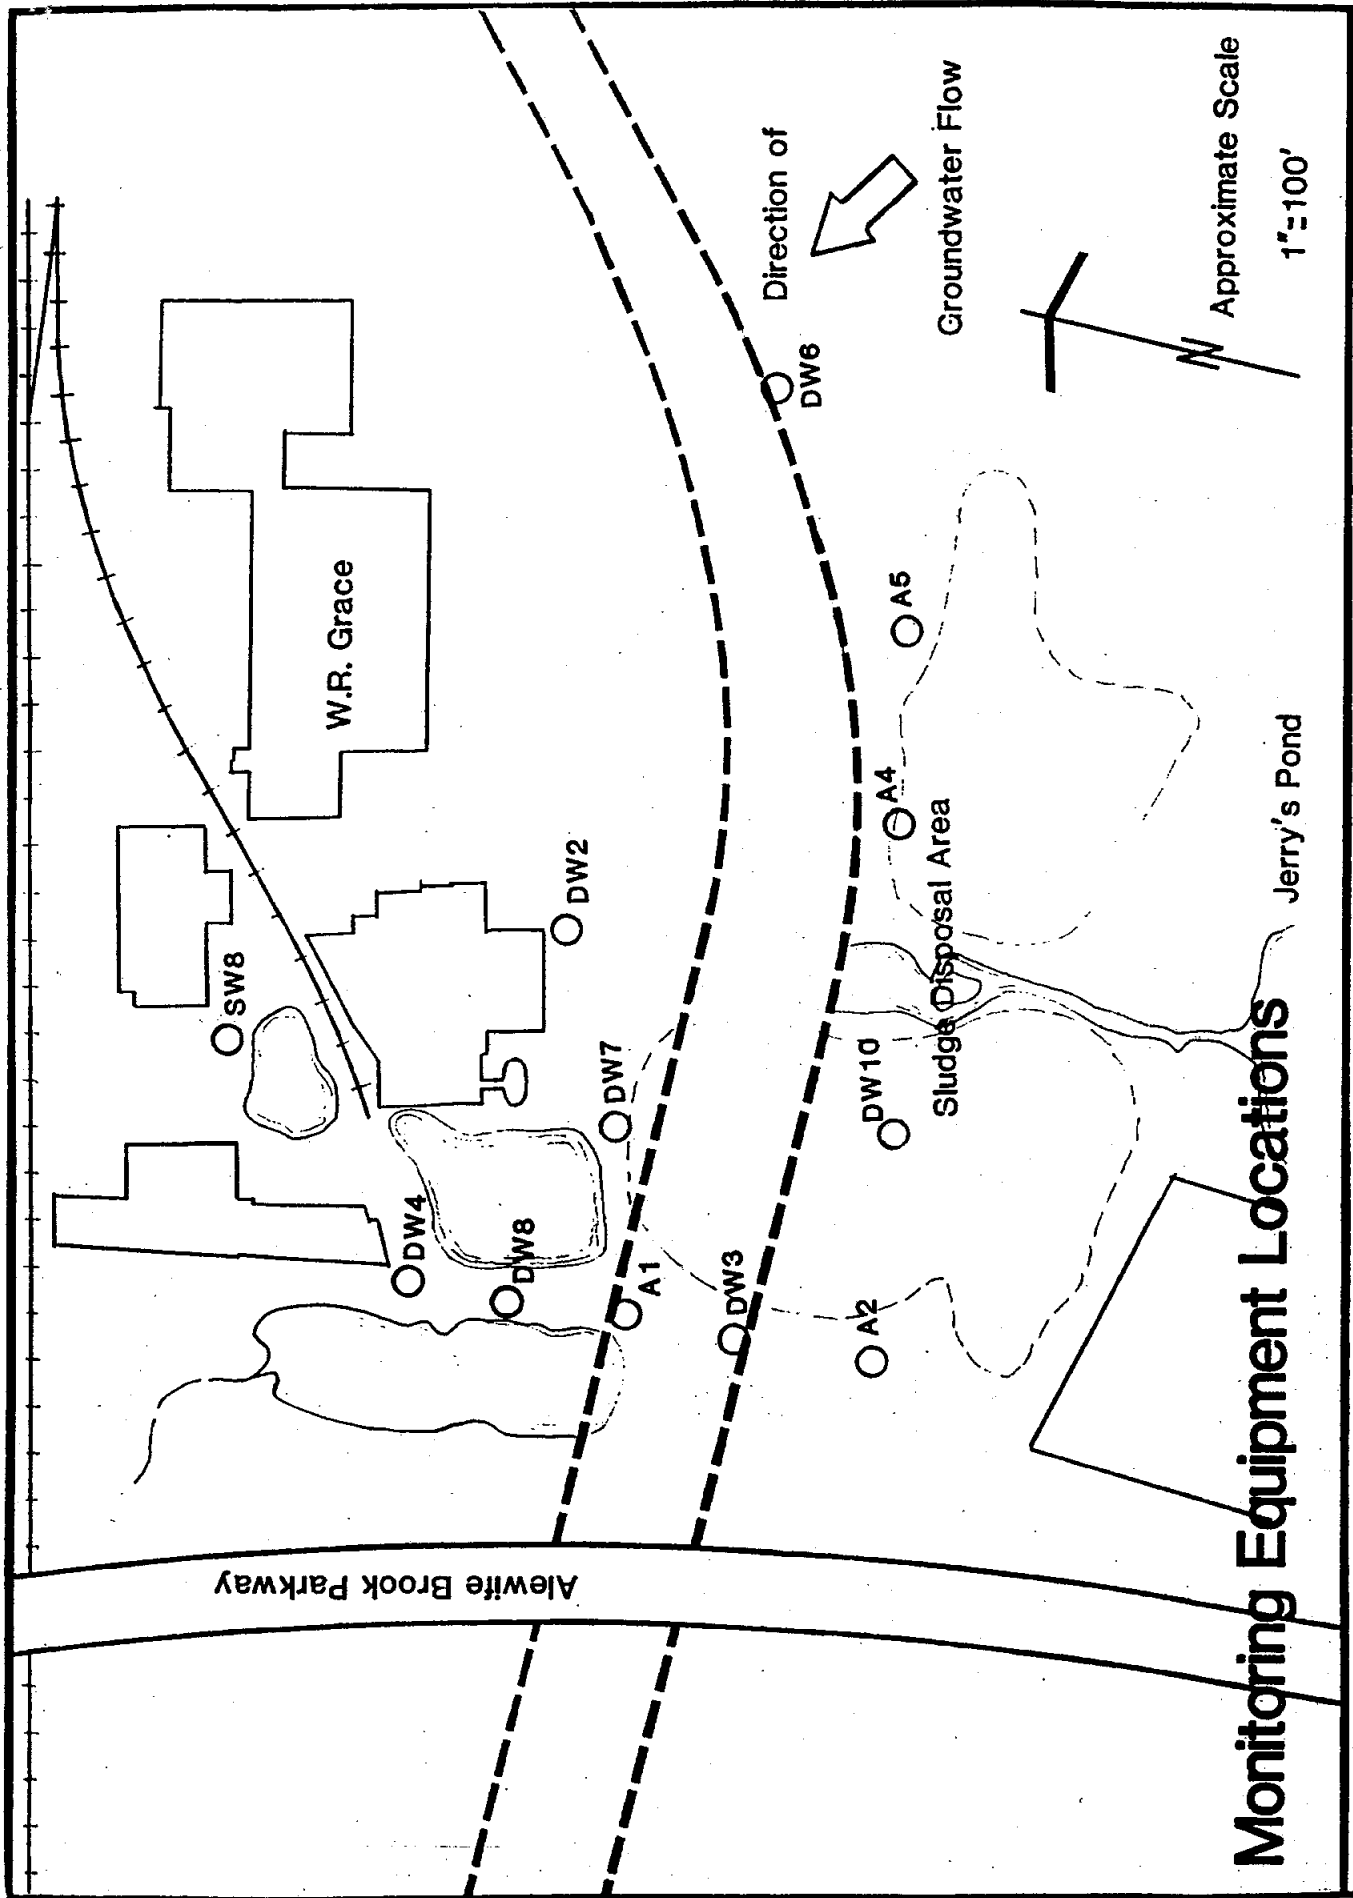 Alewife Brook Parkway
W.R. Grace
SW8
DW4
DW8
DW2
DW7
A1
DW3
A2
DW10
Sludge Disposal Area
A4
A5
DW6
Direction of
Groundwater Flow
N
Approximate Scale
1"=100'
Jerry's Pond
Monitoring Equipment Locations